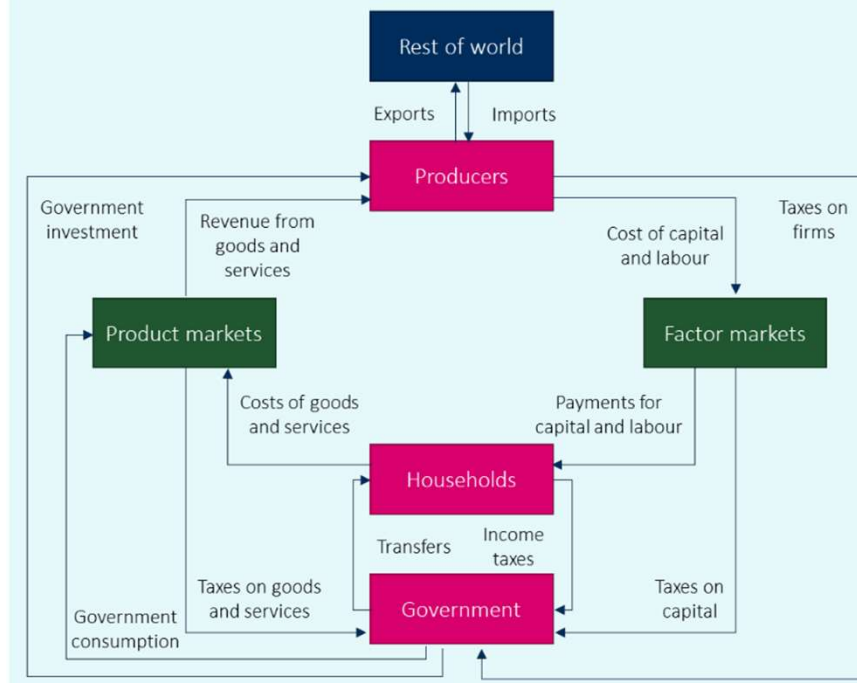 Rest of world
Exports
Imports
Producers
Government
investment
Revenue from
goods and
services
Cost of capital
and labour
Taxes on
firms
Product markets
Factor markets
Costs of goods
and services
Payments for
capital and labour
Households
Transfers
Income
taxes
Taxes on goods
and services
Government
consumption
Government
Taxes on
capital